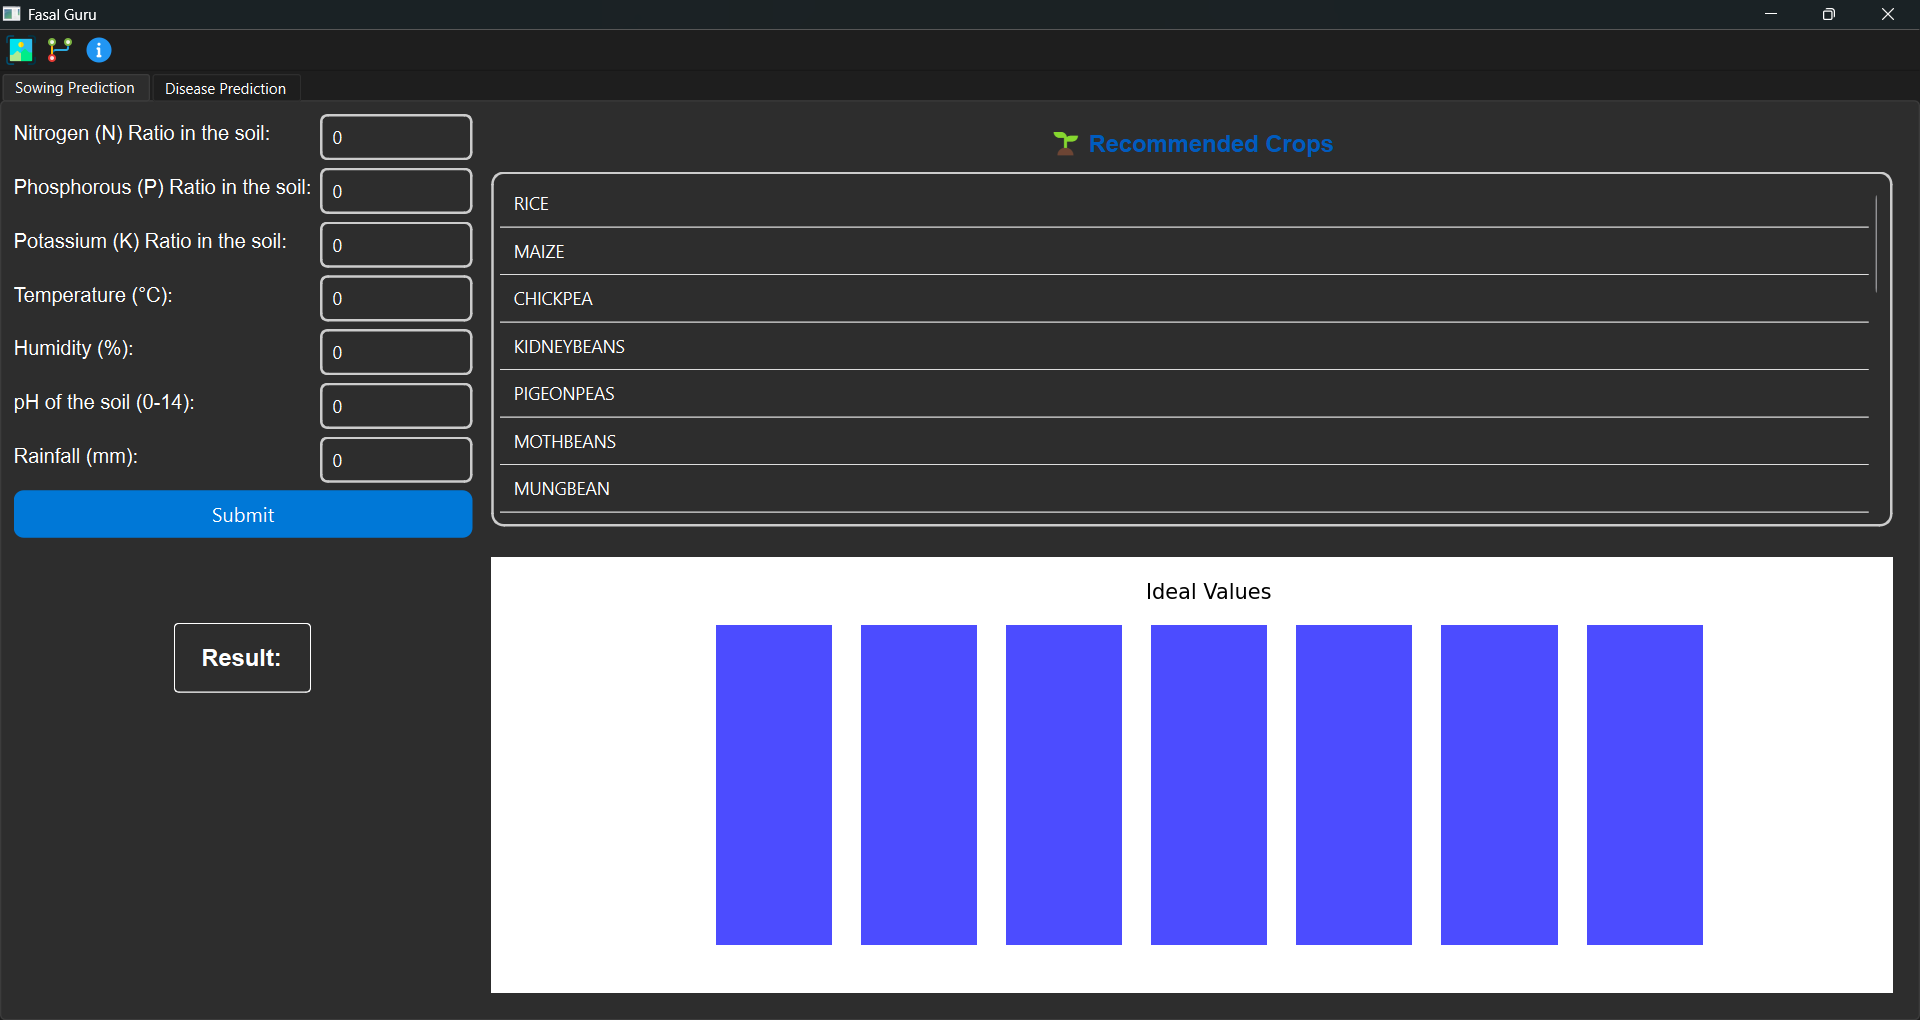 Fasal Guru
Sowing Prediction
Disease Prediction
Nitrogen (N) Ratio in the soil:
0
Phosphorous (P) Ratio in the soil:
0
Potassium (K) Ratio in the soil:
0
Temperature (°C):
0
Humidity (%):
0
pH of the soil (0-14):
0
Rainfall (mm):
0
Submit
Result:
Recommended Crops
RICE
MAIZE
CHICKPEA
KIDNEYBEANS
PIGEONPEAS
MOTHBEANS
MUNGBEAN
Ideal Values